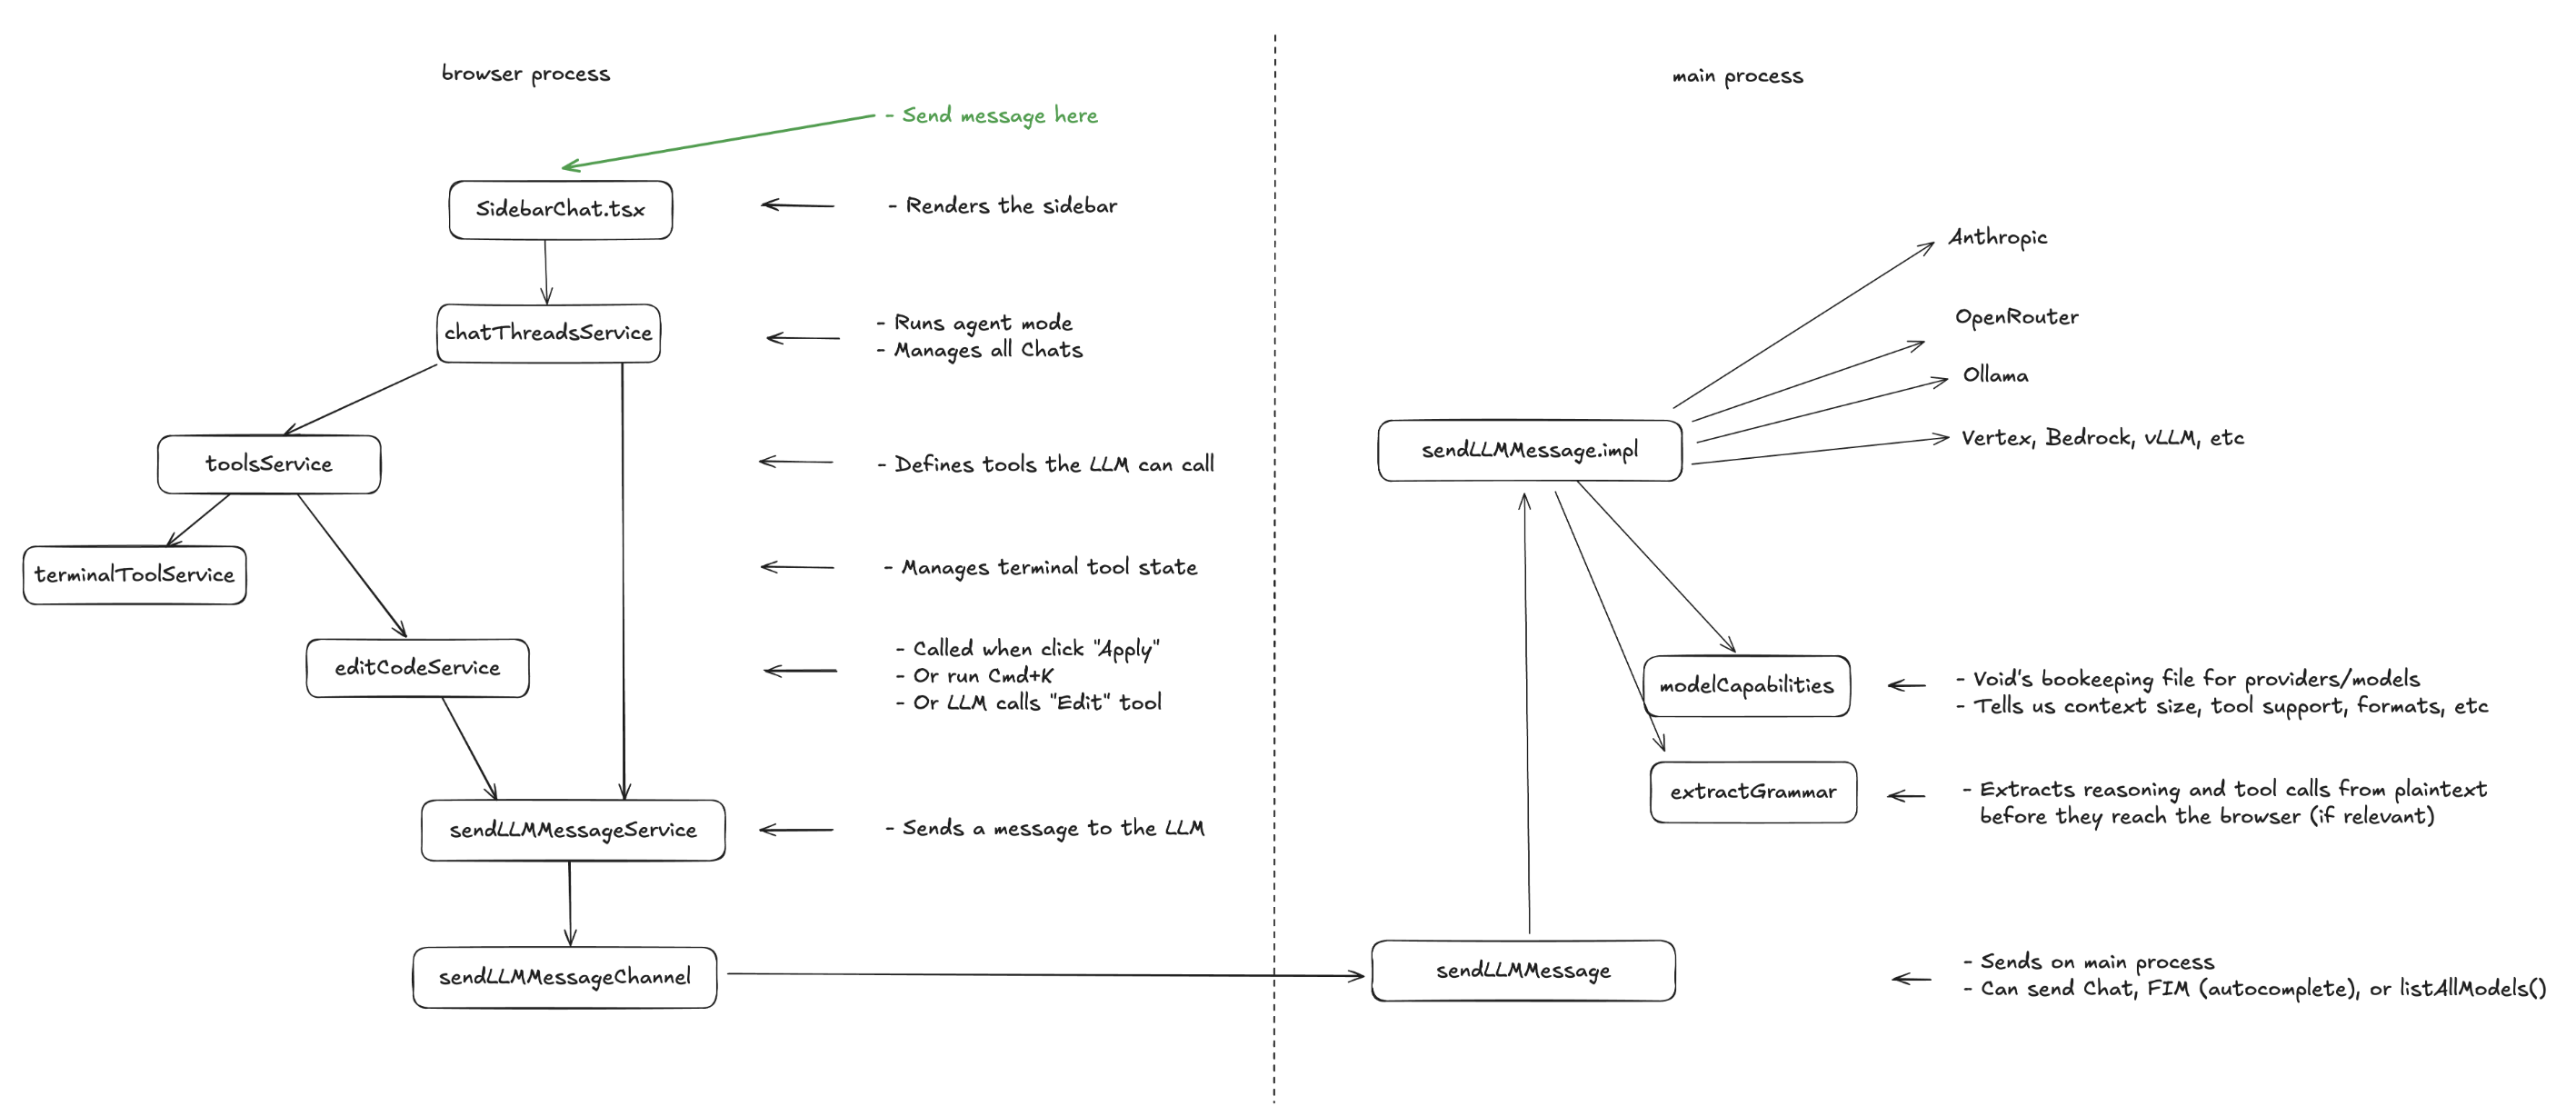 browser process
- Send message here
SidebarChat.tsx
- Renders the sidebar
chatThreadsService
- Runs agent mode
- Manages all Chats
toolsService
- Defines tools the LLM can call
terminalToolService
- Manages terminal tool state
editCodeService
- Called when click "Apply"
- Or run Cmd+K
- Or LLM calls "Edit" tool
sendLLMMessageService
- Sends a message to the LLM
sendLLMMessageChannel
main process
Anthropic
OpenRouter
Ollama
Vertex, Bedrock, vLLM, etc
sendLLMMessage.impl
modelCapabilities
- Void's bookeeping file for providers/models
- Tells us context size, tool support, formats, etc
extractGrammar
- Extracts reasoning and tool calls from plaintext
before they reach the browser (if relevant)
sendLLMMessage
- Sends on main process
- Can send Chat, FIM (autocomplete), or listAllModels()